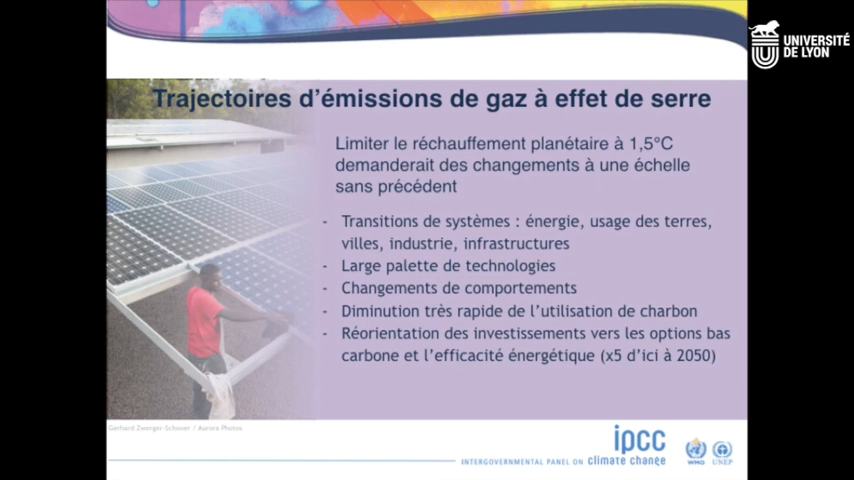 UNIVERSITÉ
DE LYON
Trajectoires d'émissions de gaz à effet de serre
Limiter le réchauffement planétaire à 1,5°C
demanderait des changements à une échelle
sans précédent
- Transitions de systèmes : énergie, usage des terres,
villes, industrie, infrastructures
- Large palette de technologies
- Changements de comportements
- Diminution très rapide de l'utilisation de charbon
- Réorientation des investissements vers les options bas
carbone et l'efficacité énergétique (x5 d'ici à 2050)
Gerhard Zwerger-Schoner / Aurora Photos
ipcc
INTERGOVERNMENTAL PANEL ON climate change
WMO UNEP